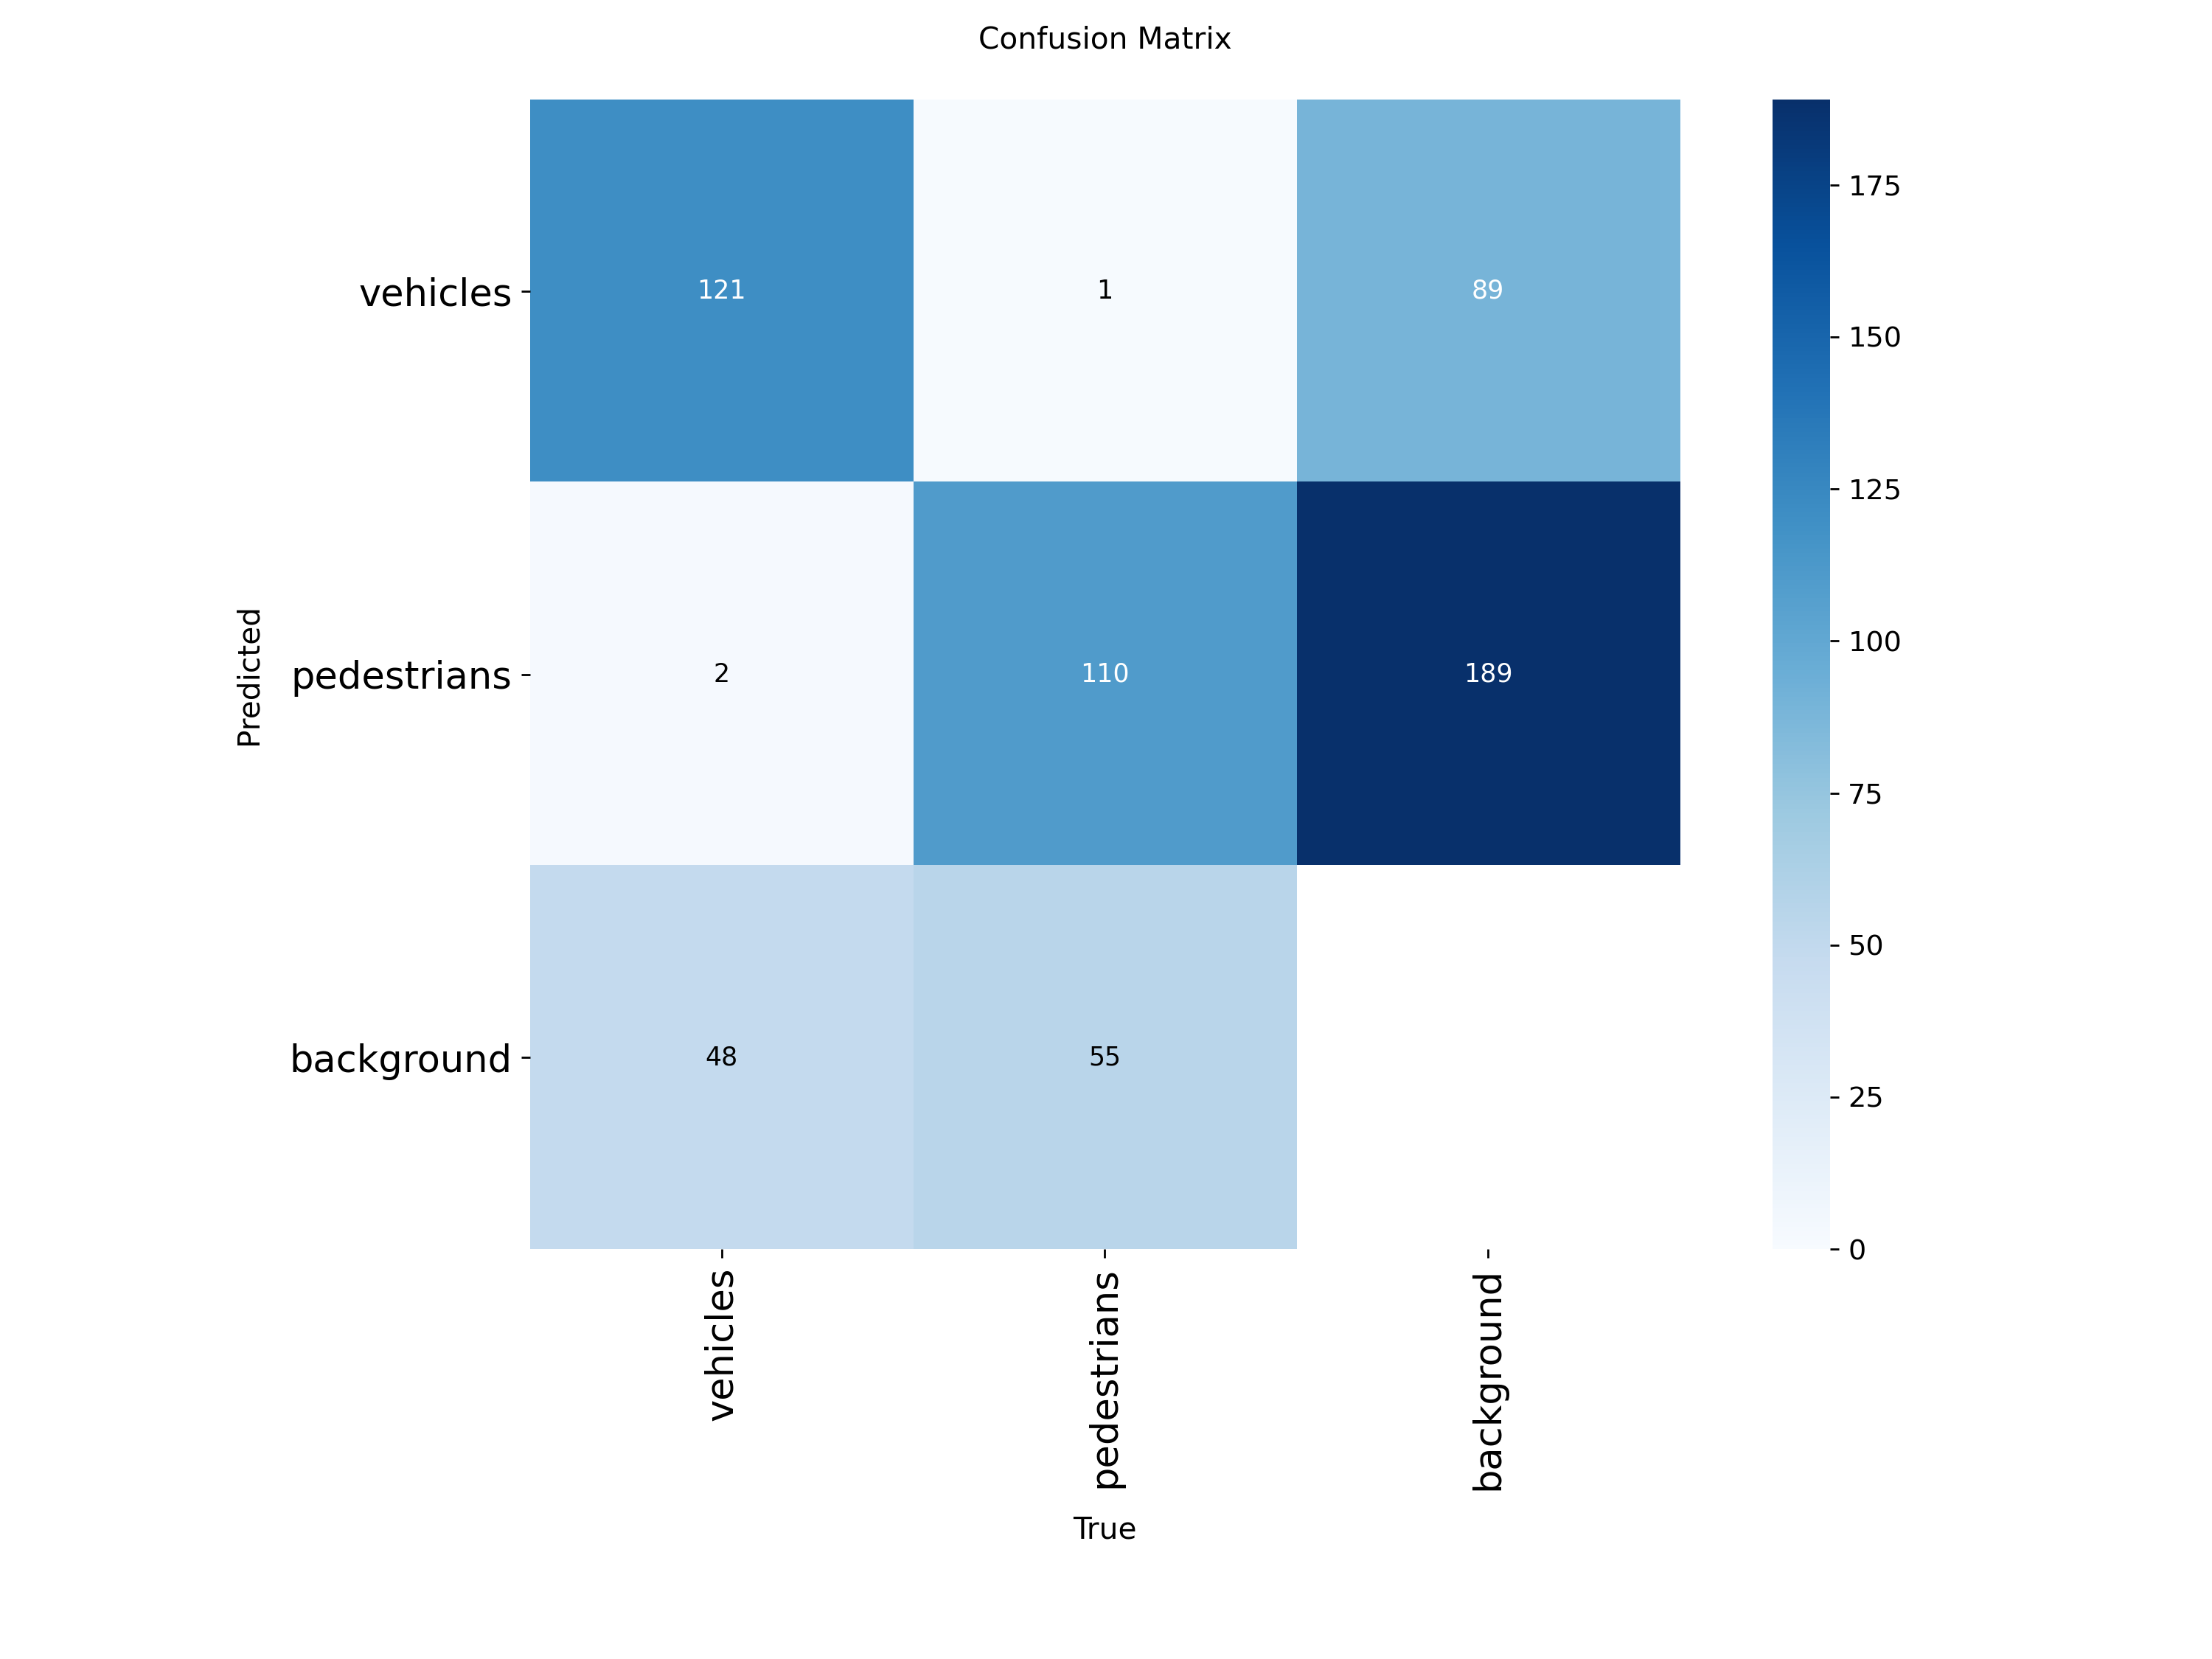 Confusion Matrix
vehicles
121
1
89
pedestrians
2
110
189
background
48
55
Predicted
vehicles
pedestrians
background
True
175
150
125
100
75
50
25
0